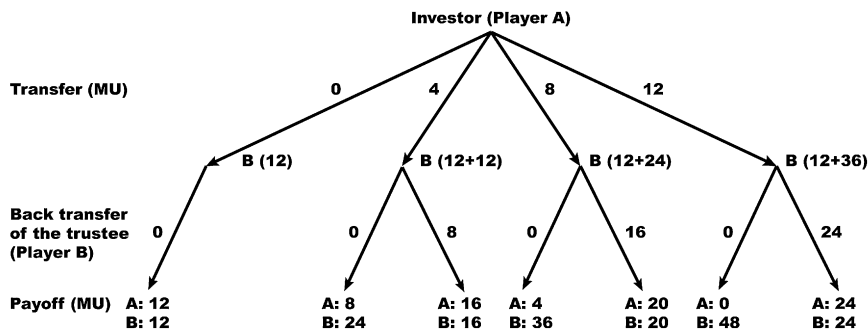 Investor (Player A)
Transfer (MU) 0 4 8 12
B (12) B (12+12) B (12+24) B (12+36)
Back transfer
of the trustee 0 0 8 0 16 0 24
(Player B)
Payoff (MU) A: 12 A: 8 A: 16 A: 4 A: 20 A: 0 A: 24
B: 12 B: 24 B: 16 B: 36 B: 20 B: 48 B: 24